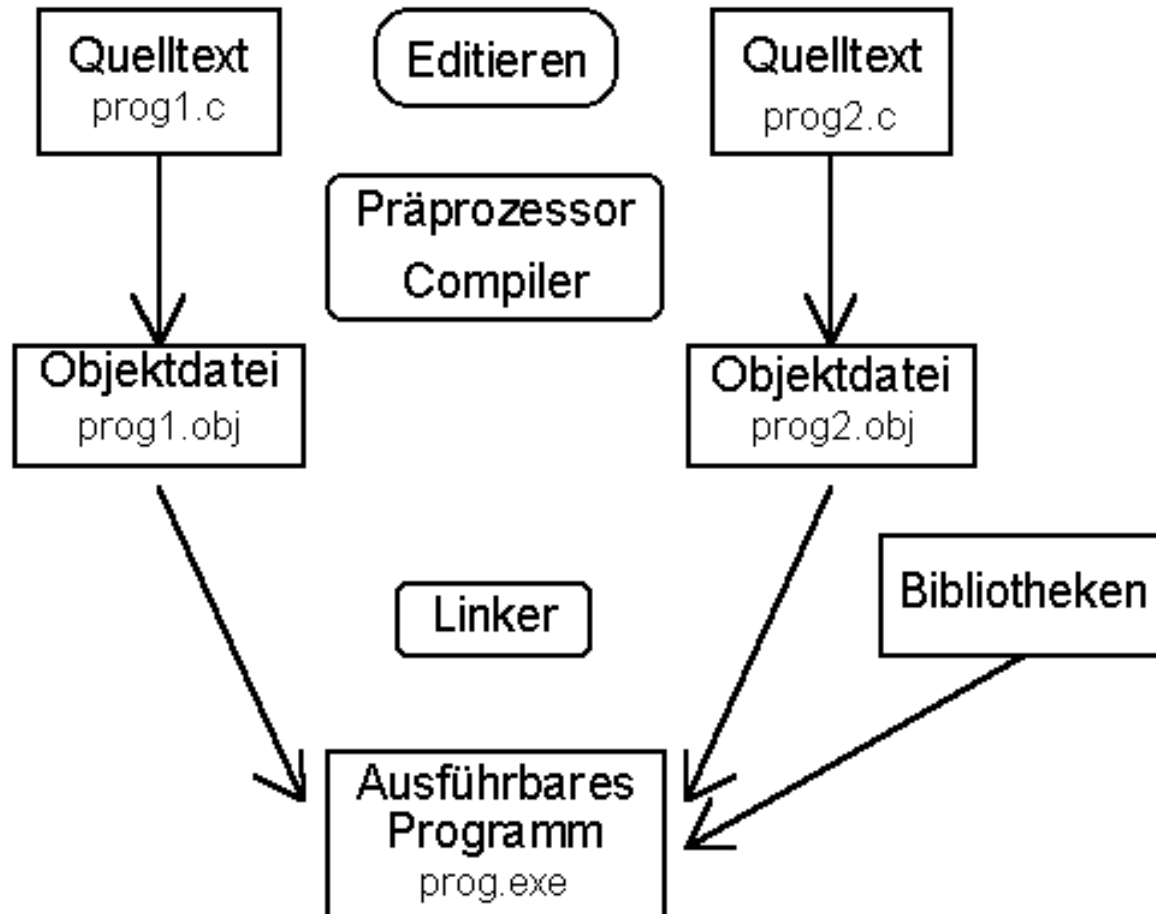 Quelltext
prog1.c
Editieren
Quelltext
prog2.c
Präprozessor
Compiler
Objektdatei
prog1.obj
Objektdatei
prog2.obj
Linker
Bibliotheken
Ausführbares
Programm
prog.exe